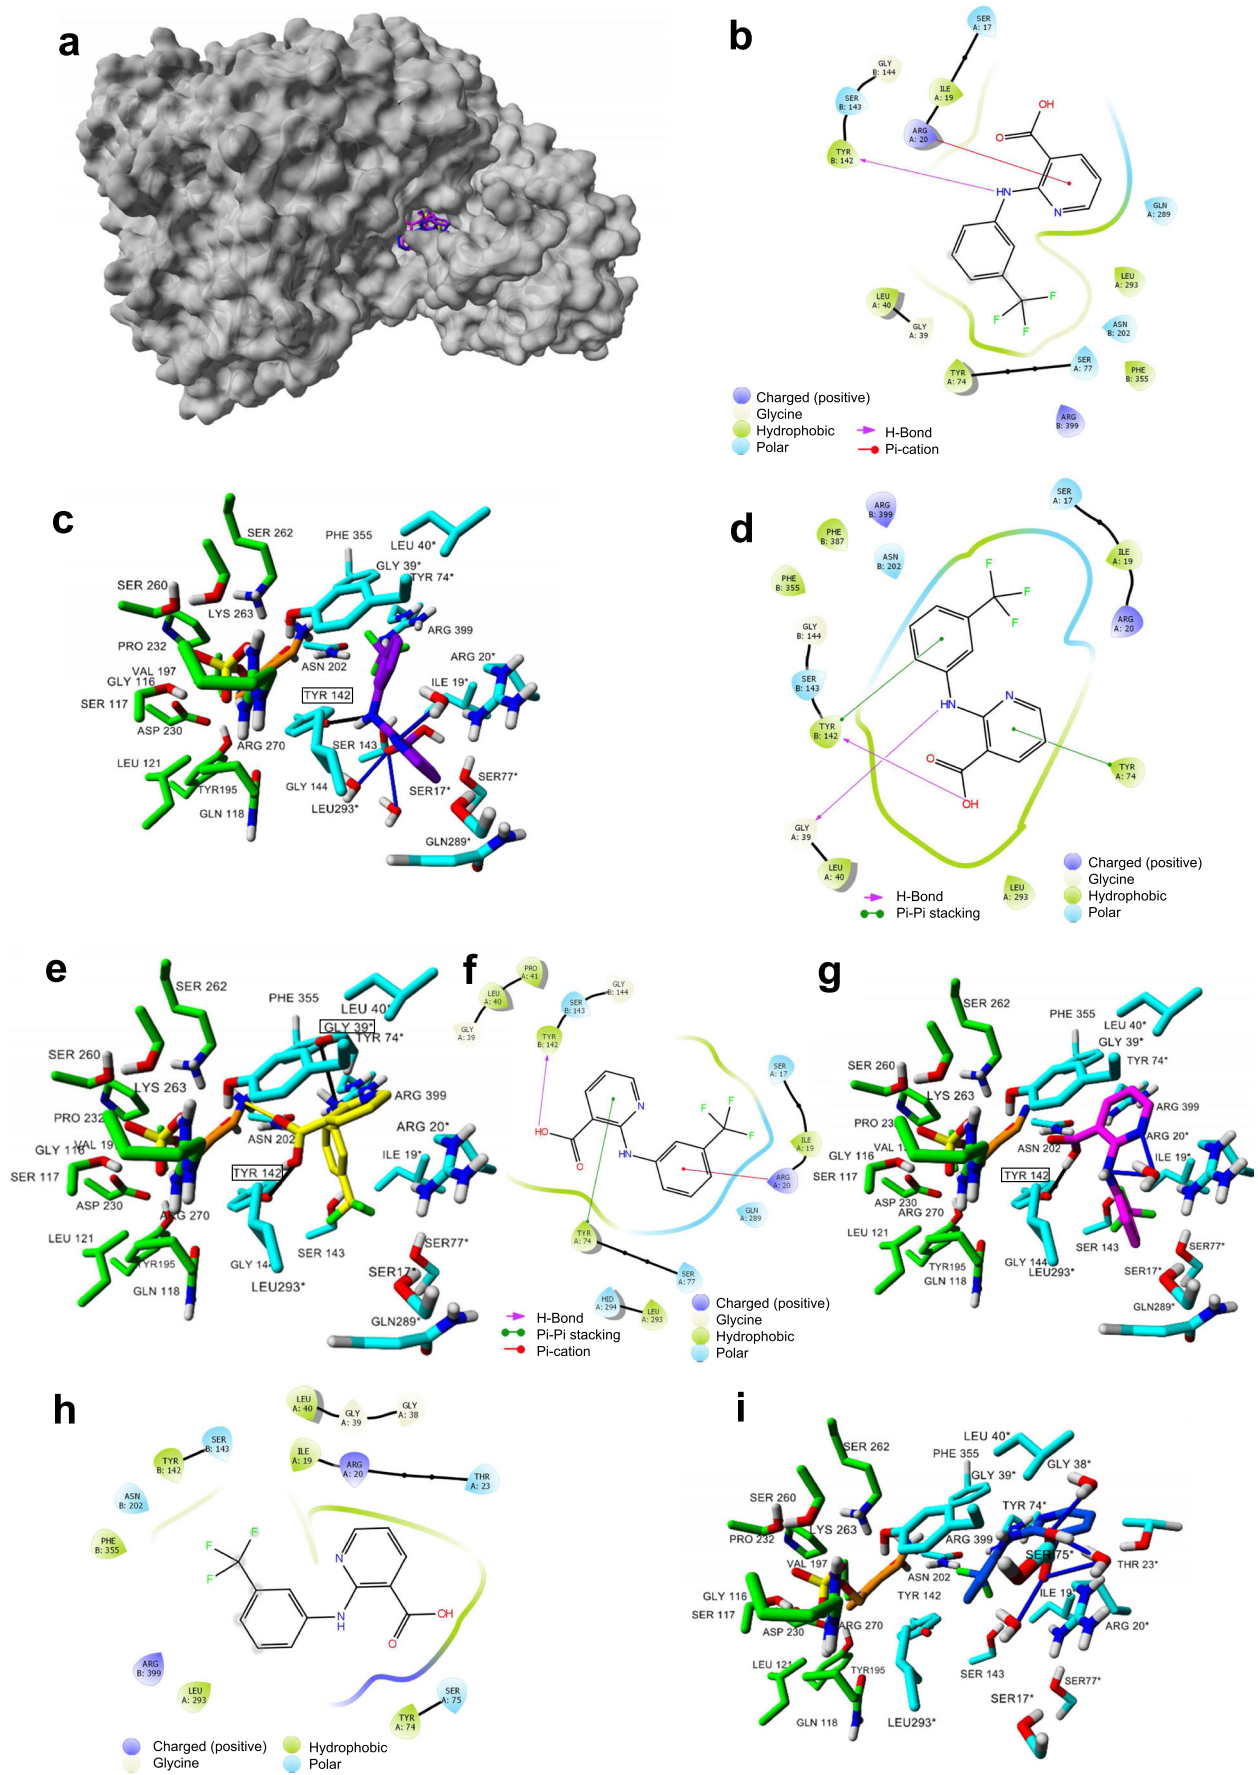 a
b
SER
A: 17
GLY
B: 144
ILE
A: 19
SER
B: 143
ARG
A: 20
TYR
B: 142
OH
O
HN
N
GLN
A: 289
LEU
A: 293
F
F
F
LEU
A: 40
GLY
A: 39
ASN
B: 202
SER
A: 77
TYR
A: 74
PHE
B: 355
ARG
B: 399
Charged (positive)
Glycine
Hydrophobic
Polar
H-Bond
Pi-cation
c
SER 262
PHE 355
LEU 40*
GLY 39*
TYR 74*
SER 260
LYS 263
ARG 399
PRO 232
ASN 202
VAL 197
ARG 20*
GLY 116
ILE 19*
TYR 142
SER 117
ASP 230
ARG 270
SER 143
LEU 121
GLY 144
SER77*
TYR195
LEU293*
SER17*
GLN 118
GLN289*
d
ARG
B: 399
SER
A: 17
PHE
B: 387
ASN
B: 202
ILE
A: 19
PHE
B: 355
F
F
F
ARG
A: 20
GLY
B: 144
SER
B: 143
TYR
B: 142
HN
N
O
OH
TYR
A: 74
GLY
A: 39
LEU
A: 40
LEU
A: 293
H-Bond
Pi-Pi stacking
Charged (positive)
Glycine
Hydrophobic
Polar
e
SER 262
PHE 355
LEU 40*
GLY 39*
TYR 74*
SER 260
LYS 263
ARG 399
PRO 232
ASN 202
ARG 20*
GLY 116
VAL 19
ILE 19*
TYR 142*
SER 117
ASP 230
ARG 270
LEU 121
SER 143
SER77*
TYR195
GLY 144
GLN 118
LEU293*
SER17*
GLN289*
f
PRO
A: 41
LEU
A: 40
GLY
A: 39
GLY
B: 144
SER
B: 143
TYR
B: 142
SER
A: 17
ILE
A: 19
ARG
A: 20
N
F
F
F
HO
O
HN
GLN
A: 289
TYR
A: 74
SER
A: 77
HID
A: 294
LEU
A: 293
H-Bond
Pi-Pi stacking
Pi-cation
Charged (positive)
Glycine
Hydrophobic
Polar
g
SER 262
PHE 355
LEU 40*
GLY 39*
TYR 74*
SER 260
LYS 263
ARG 399
PRO 23
ASN 202
ARG 20*
GLY 116
VAL 1
ILE 19*
TYR 142
SER 117
ASP 230
ARG 270
LEU 121
SER 143
SER77*
TYR195
GLY 144
LEU293*
SER17*
GLN 118
GLN289*
h
LEU
A: 40
GLY
A: 39
GLY
A: 38
SER
B: 143
TYR
B: 142
ILE
A: 19
ARG
A: 20
THR
A: 23
ASN
B: 202
PHE
B: 355
F
F
F
N
N
H
OH
O
ARG
B: 399
LEU
A: 293
TYR
A: 74
SER
A: 75
Charged (positive)
Glycine
Hydrophobic
Polar
i
LEU 40*
SER 262
PHE 355
GLY 39*
GLY 38*
SER 260
TYR 74*
LYS 263
PRO 232
ARG 399
SER 75*
THR 23*
VAL 197
ASN 202
GLY 116
TYR 142
ILE 19*
SER 117
ASP 230
ARG 270
ARG 20*
LEU 121
TYR195
SER 143
SER77*
GLN 118
LEU293*
SER17*